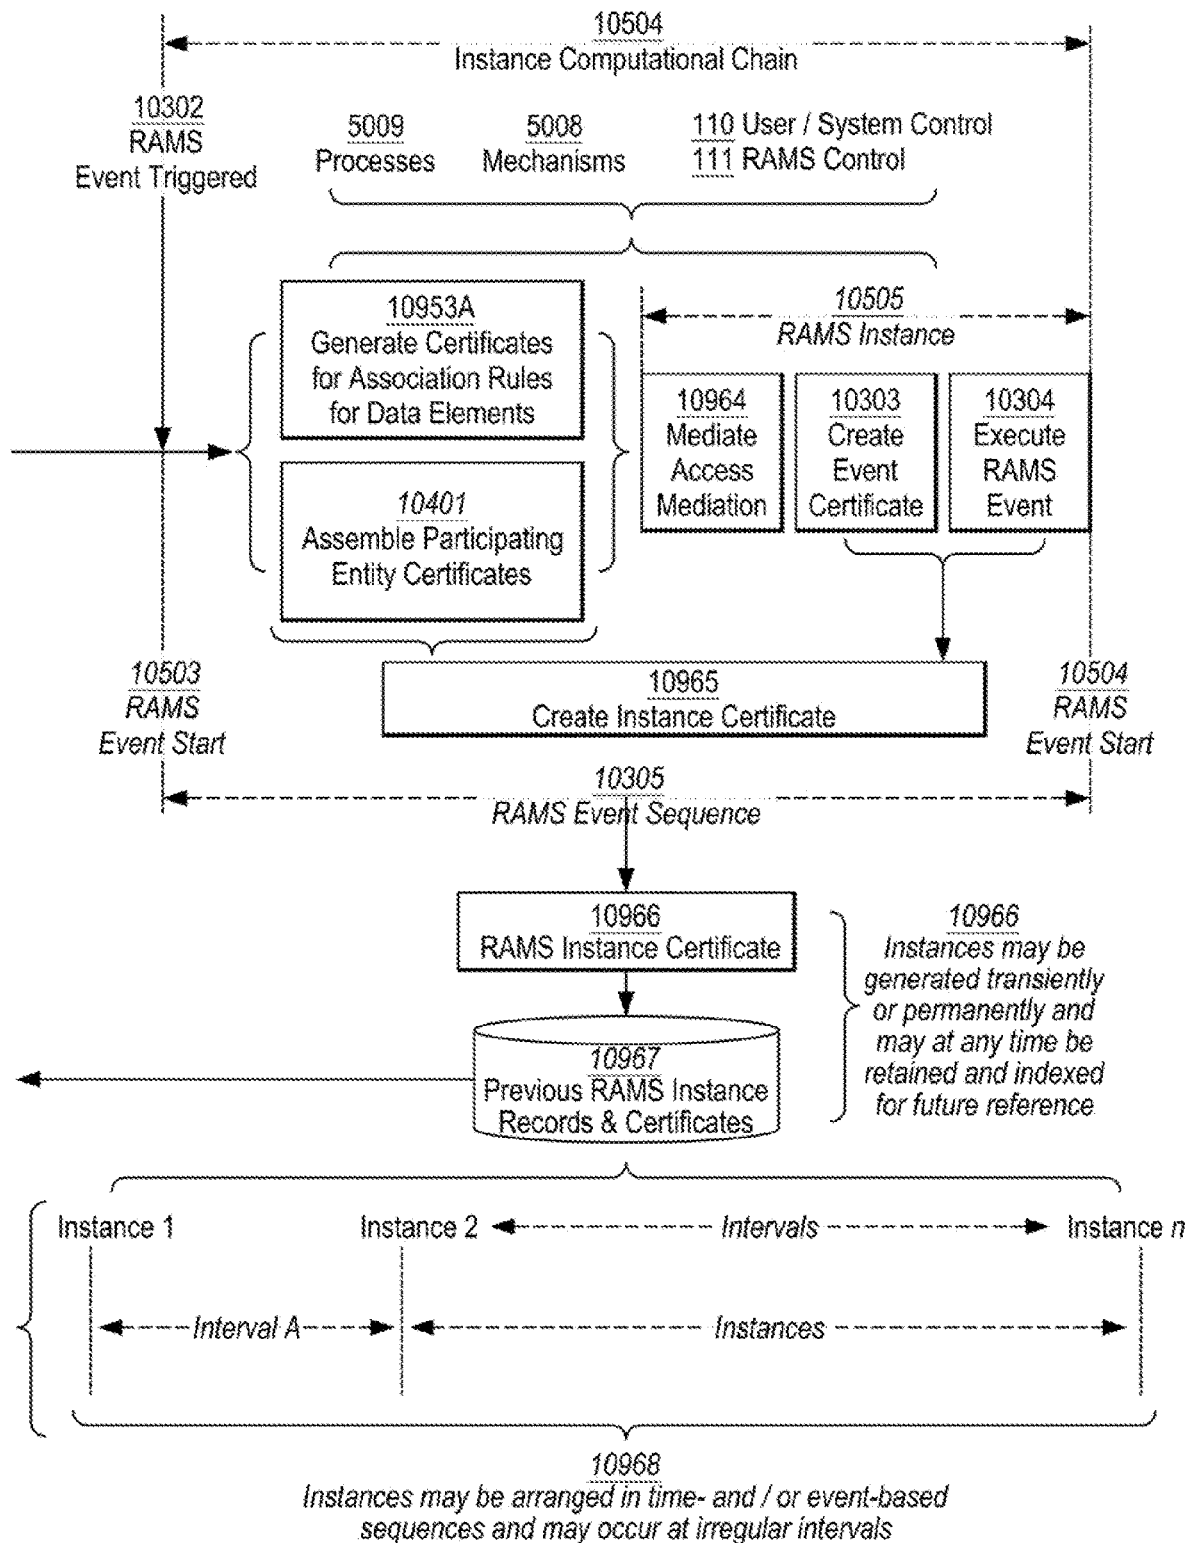 10504
Instance Computational Chain
10302
RAMS
Event Triggered
5009
Processes
5008
Mechanisms
110 User / System Control
111 RAMS Control
10953A
Generate Certificates
for Association Rules
for Data Elements
10505
RAMS Instance
10964
Mediate
Access
Mediation
10303
Create
Event
Certificate
10304
Execute
RAMS
Event
10401
Assemble Participating
Entity Certificates
10503
RAMS
Event Start
10965
Create Instance Certificate
10504
RAMS
Event Start
10305
RAMS Event Sequence
10966
RAMS Instance Certificate
10966
Instances may be
generated transiently
or permanently and
may at any time be
retained and indexed
for future reference
10967
Previous RAMS Instance
Records & Certificates
Instance 1
Instance 2
Intervals
Instance n
Interval A
Instances
10968
Instances may be arranged in time- and / or event-based
sequences and may occur at irregular intervals